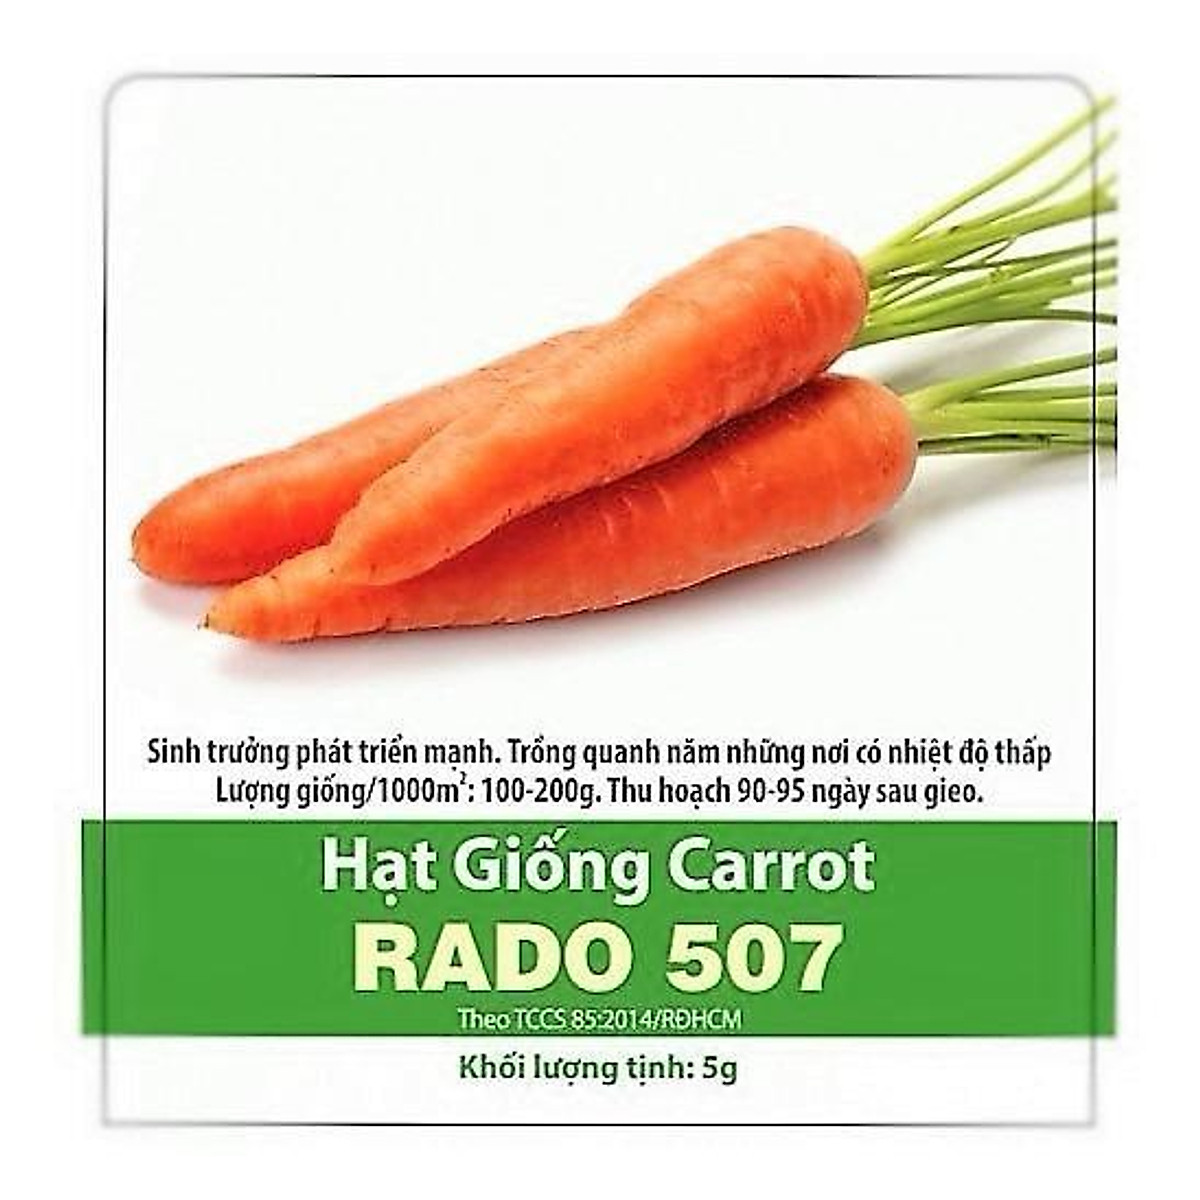 Sinh trưởng phát triển mạnh. Trồng quanh năm những nơi có nhiệt độ thấp
Lượng giống/1000m²: 100-200g. Thu hoạch 90-95 ngày sau gieo.
Hạt Giống Carrot
RADO 507
Theo TCCS 85:2014/RĐHCM
Khối lượng tịnh: 5g